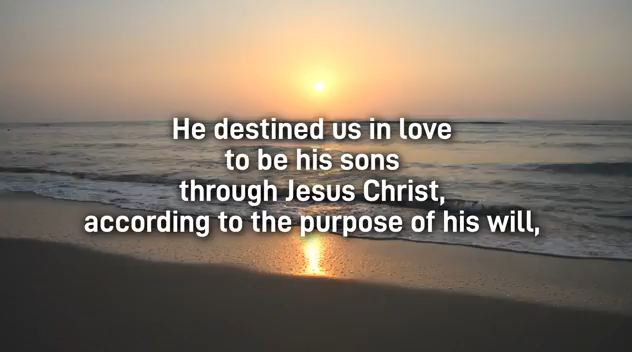 He destined us in love
to be his sons
through Jesus Christ,
according to the purpose of his will,